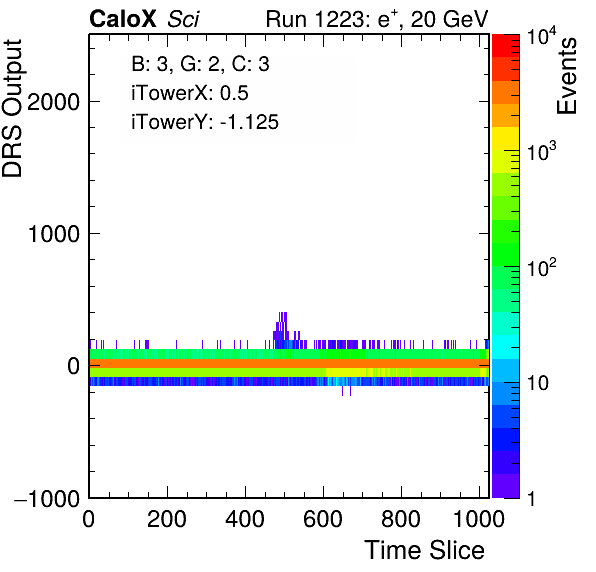 CaloX Sci Run 1223: e+, 20 GeV
B: 3, G: 2, C: 3
iTowerX: 0.5
iTowerY: -1.125
DRS Output
2000
1000
0
−1000
0 200 400 600 800 1000
Time Slice
Events
10^4
10^3
10^2
10
1